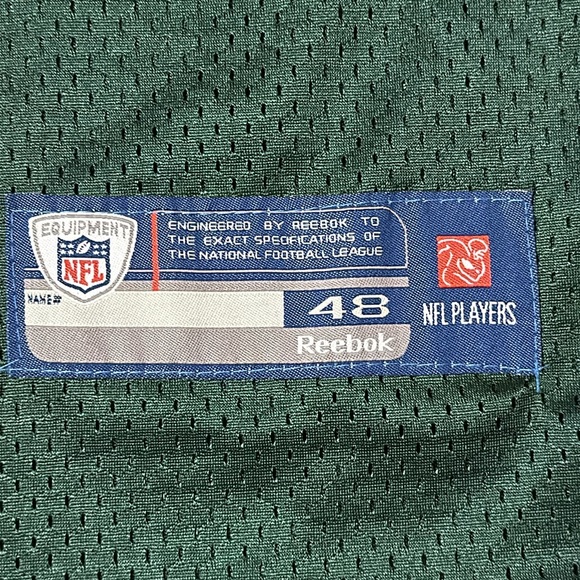 EQUIPMENT
NFL
ENGINEERED BY REEBOK TO
THE EXACT SPECIFICATIONS OF
THE NATIONAL FOOTBALL LEAGUE
NAME#
48
Reebok
NFL PLAYERS